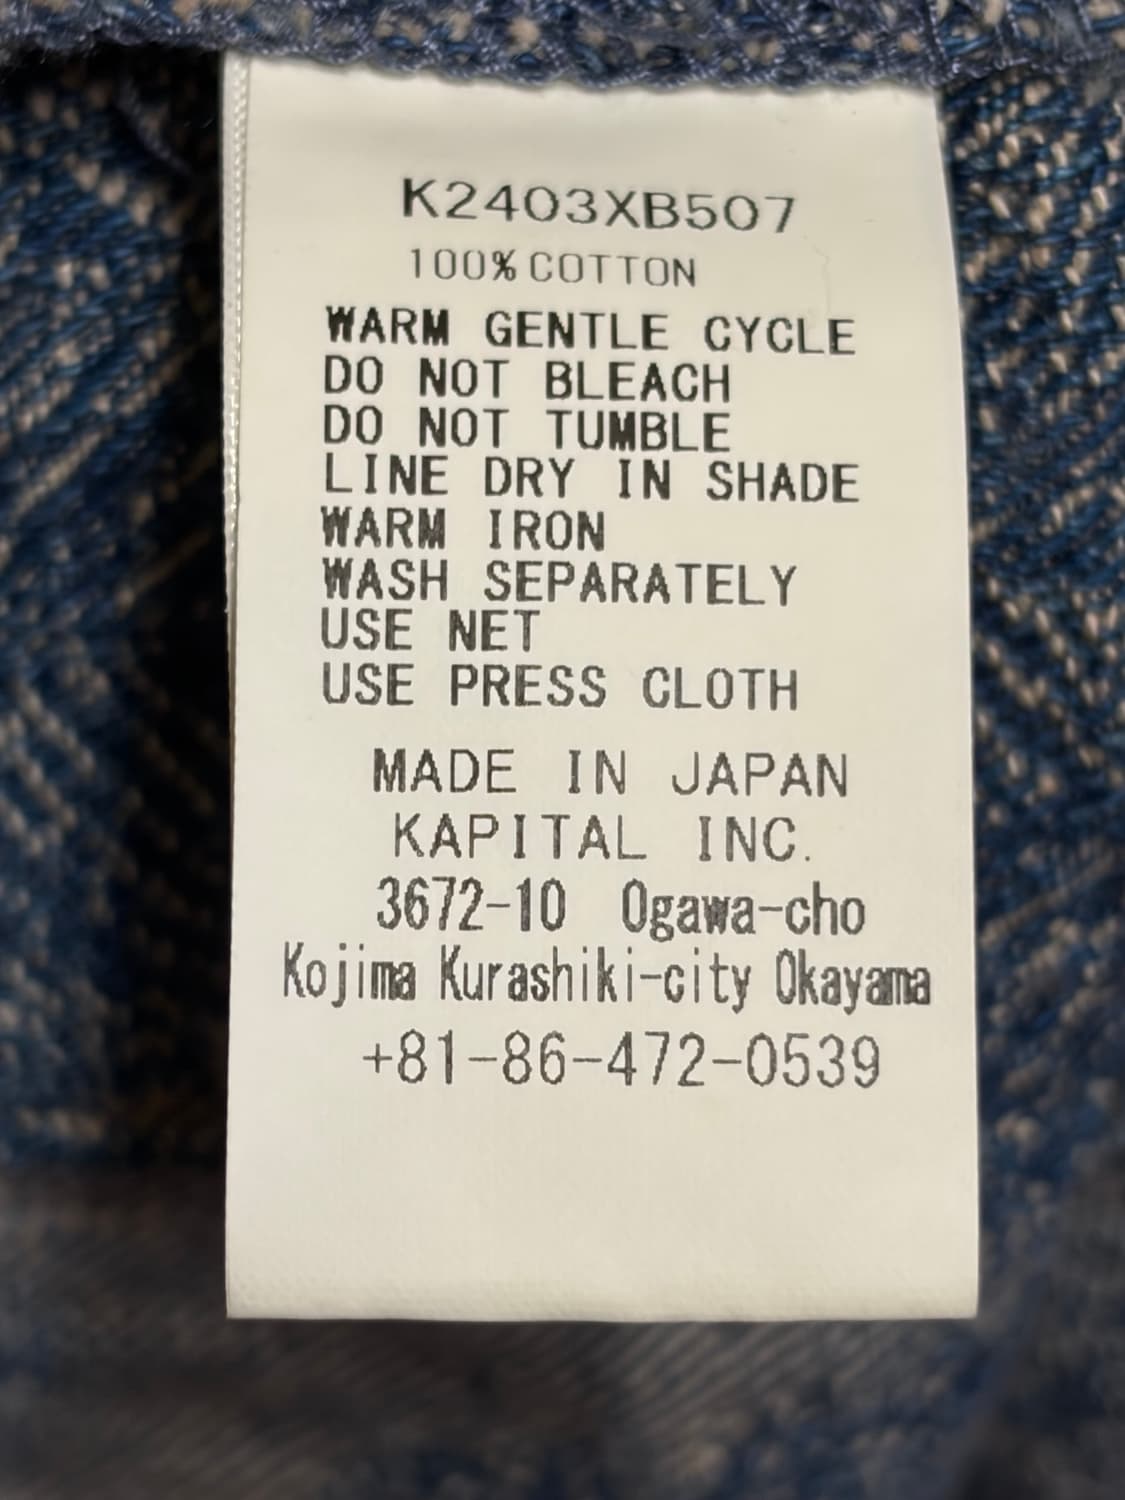 K2403XB507
100% COTTON
WARM GENTLE CYCLE
DO NOT BLEACH
DO NOT TUMBLE
LINE DRY IN SHADE
WARM IRON
WASH SEPARATELY
USE NET
USE PRESS CLOTH
MADE IN JAPAN
KAPITAL INC.
3672-10 Ogawa-cho
Kojima Kurashiki-city Okayama
+81-86-472-0539